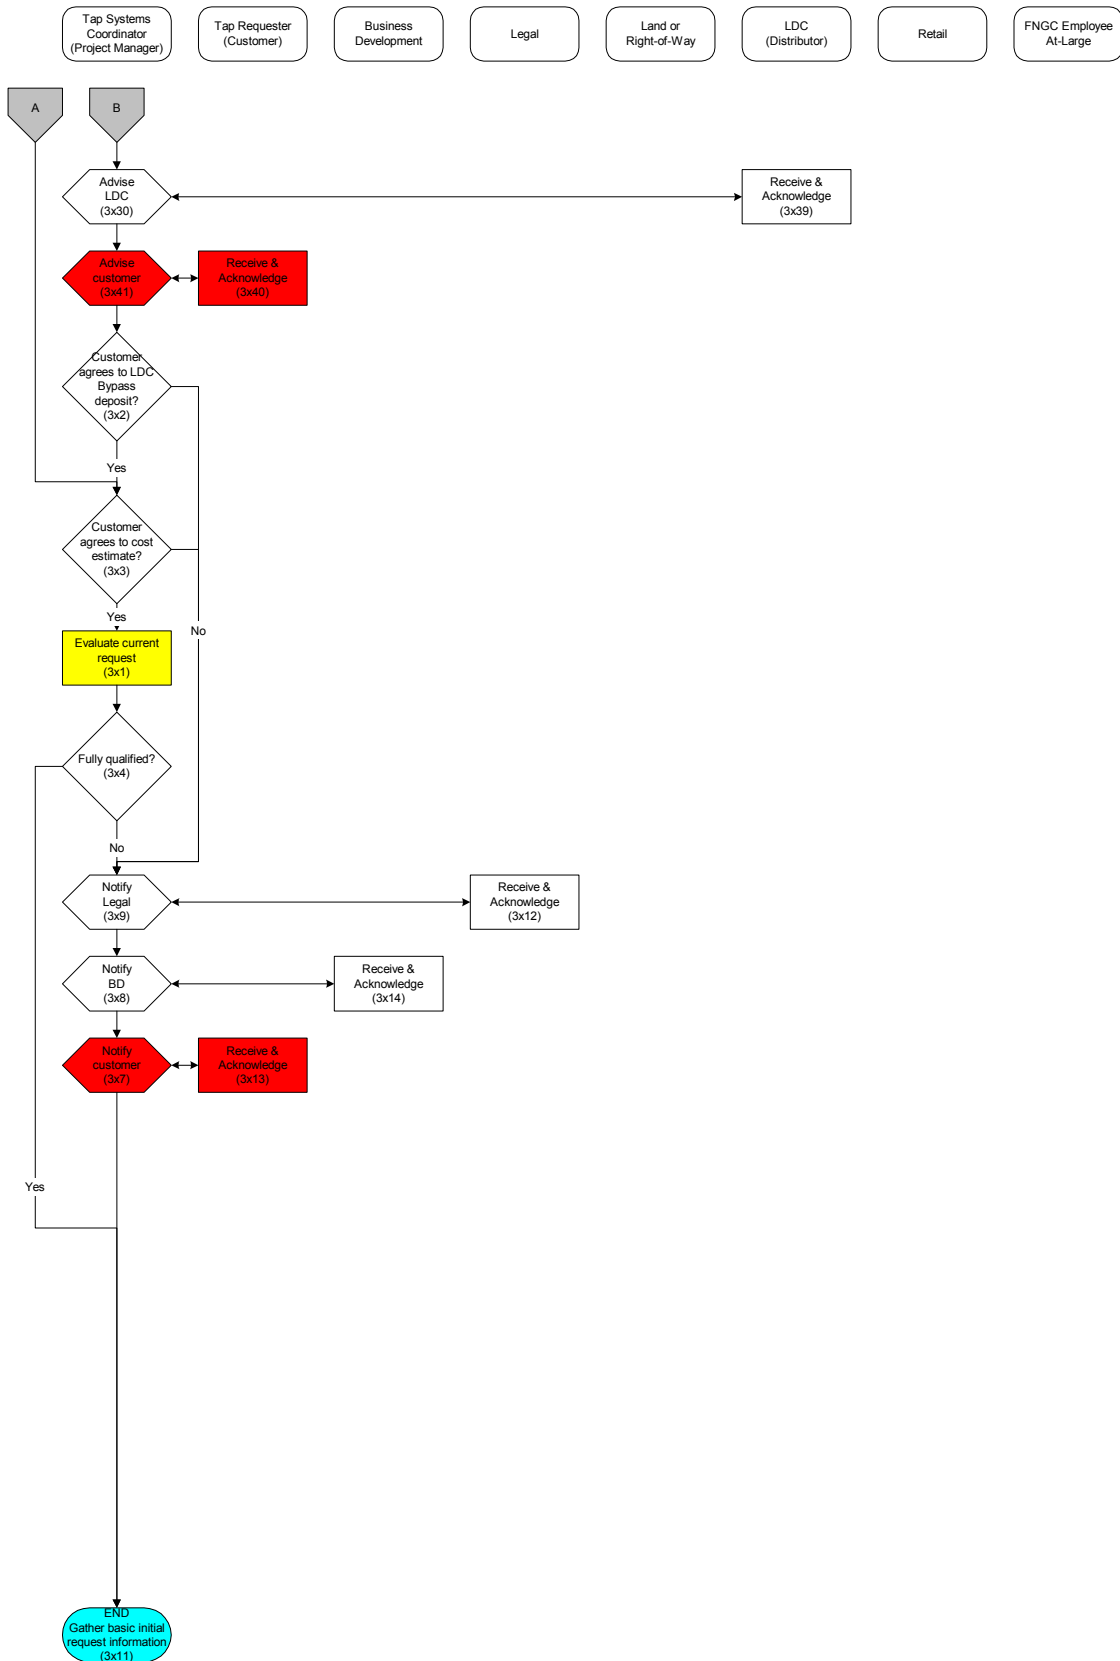 Tap Systems
Coordinator
(Project Manager)
Tap Requester
(Customer)
Business
Development
Legal
Land or
Right-of-Way
LDC
(Distributor)
Retail
FNGC Employee
At-Large
A
B
Advise
LDC
(3x30)
Receive &
Acknowledge
(3x39)
Advise
customer
(3x41)
Receive &
Acknowledge
(3x40)
Customer
agrees to LDC
Bypass
deposit?
(3x2)
Yes
Customer
agrees to cost
estimate?
(3x3)
Yes
No
Evaluate current
request
(3x1)
Fully qualified?
(3x4)
No
Notify
Legal
(3x9)
Receive &
Acknowledge
(3x12)
Notify
BD
(3x8)
Receive &
Acknowledge
(3x14)
Notify
customer
(3x7)
Receive &
Acknowledge
(3x13)
Yes
END
Gather basic initial
request information
(3x11)